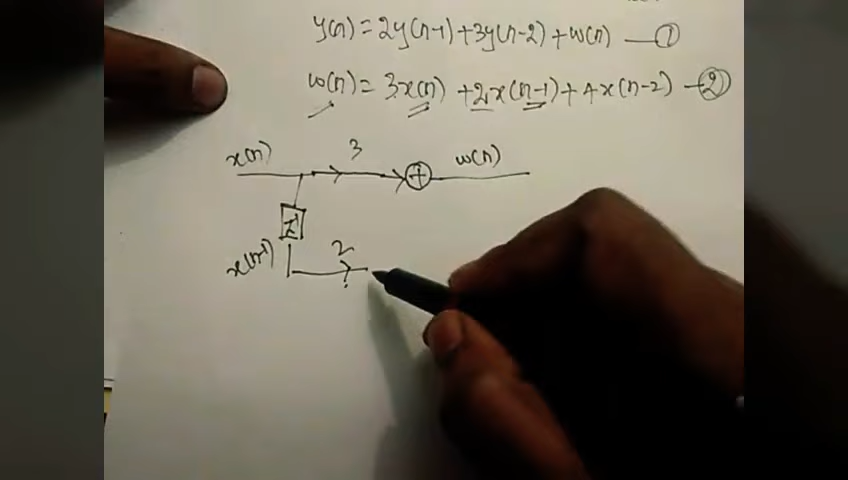 y(n) = 2y(n-1) + 3y(n-2) + w(n) — ①
w(n) = 3x(n) + 2x(n-1) + 4x(n-2) — ②
x(n) 3 + w(n)
z⁻¹
x(n-1) 2